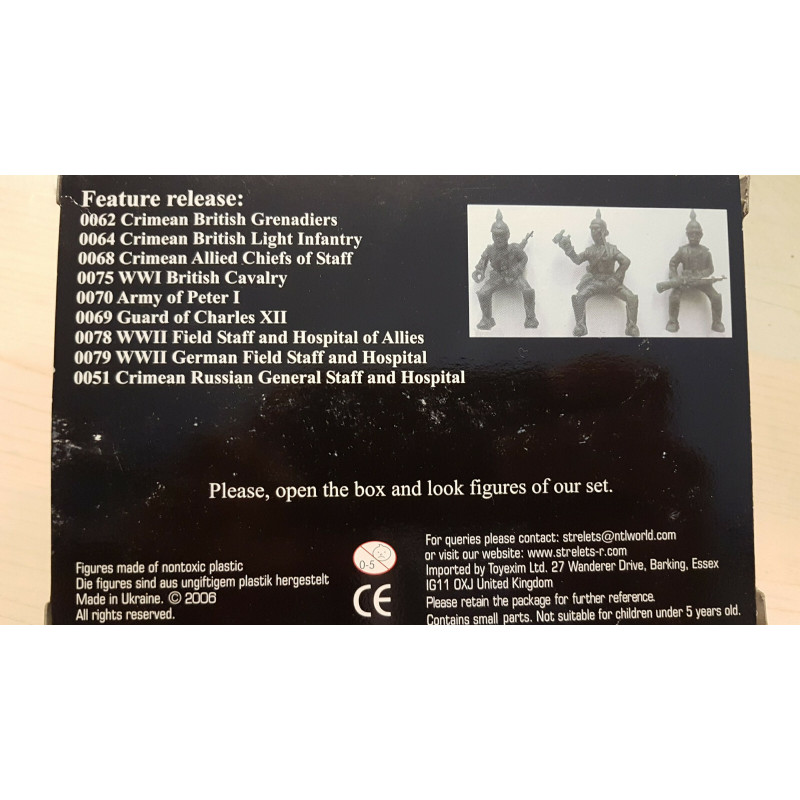 Feature release:
0062 Crimean British Grenadiers
0064 Crimean British Light Infantry
0068 Crimean Allied Chiefs of Staff
0075 WWI British Cavalry
0070 Army of Peter I
0069 Guard of Charles XII
0078 WWII Field Staff and Hospital of Allies
0079 WWII German Field Staff and Hospital
0051 Crimean Russian General Staff and Hospital
Please, open the box and look figures of our set.
Figures made of nontoxic plastic
Die figures sind aus ungiftigem plastik hergestellt
Made in Ukraine. © 2006
All rights reserved.
0-5
CE
For queries please contact: strelets@ntlworld.com
or visit our website: www.strelets-r.com
Imported by Toyexim Ltd. 27 Wanderer Drive, Barking, Essex
IG11 0XJ United Kingdom
Please retain the package for further reference.
Contains small parts. Not suitable for children under 5 years old.